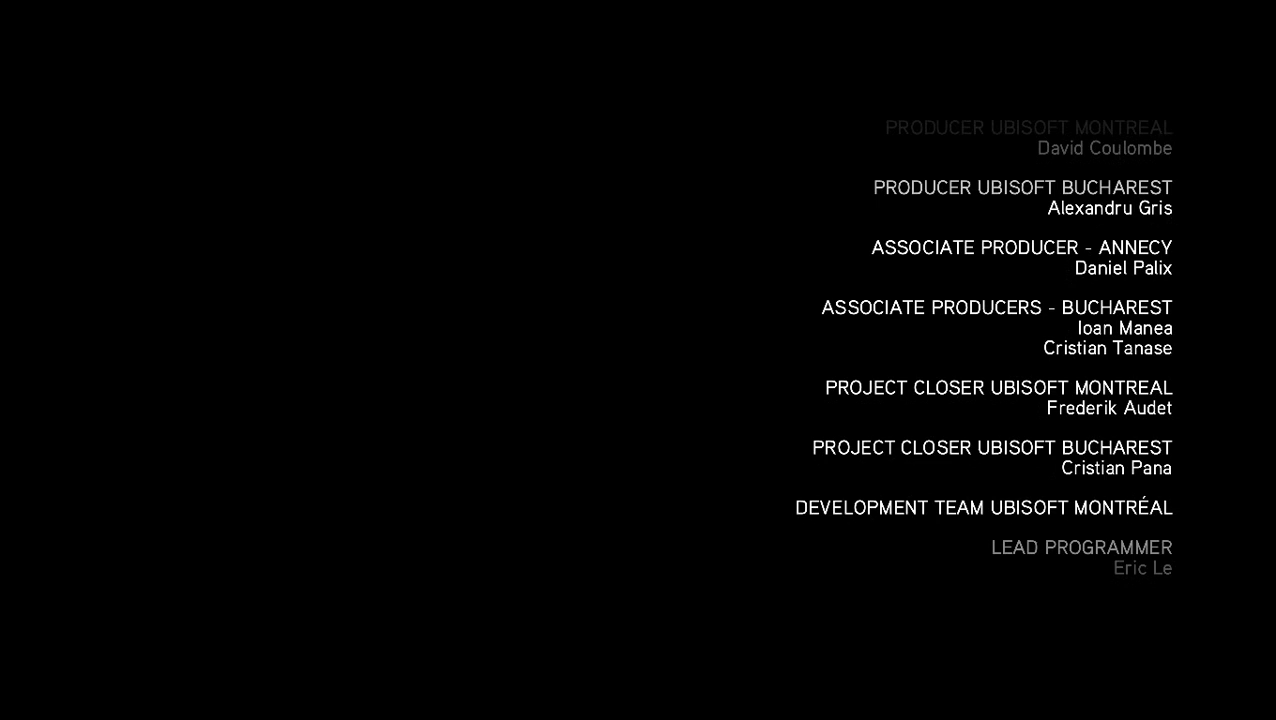 PRODUCER UBISOFT MONTREAL
David Coulombe
PRODUCER UBISOFT BUCHAREST
Alexandru Gris
ASSOCIATE PRODUCER - ANNECY
Daniel Palix
ASSOCIATE PRODUCERS - BUCHAREST
Ioan Manea
Cristian Tanase
PROJECT CLOSER UBISOFT MONTREAL
Frederik Audet
PROJECT CLOSER UBISOFT BUCHAREST
Cristian Pana
DEVELOPMENT TEAM UBISOFT MONTRÉAL
LEAD PROGRAMMER
Eric Le